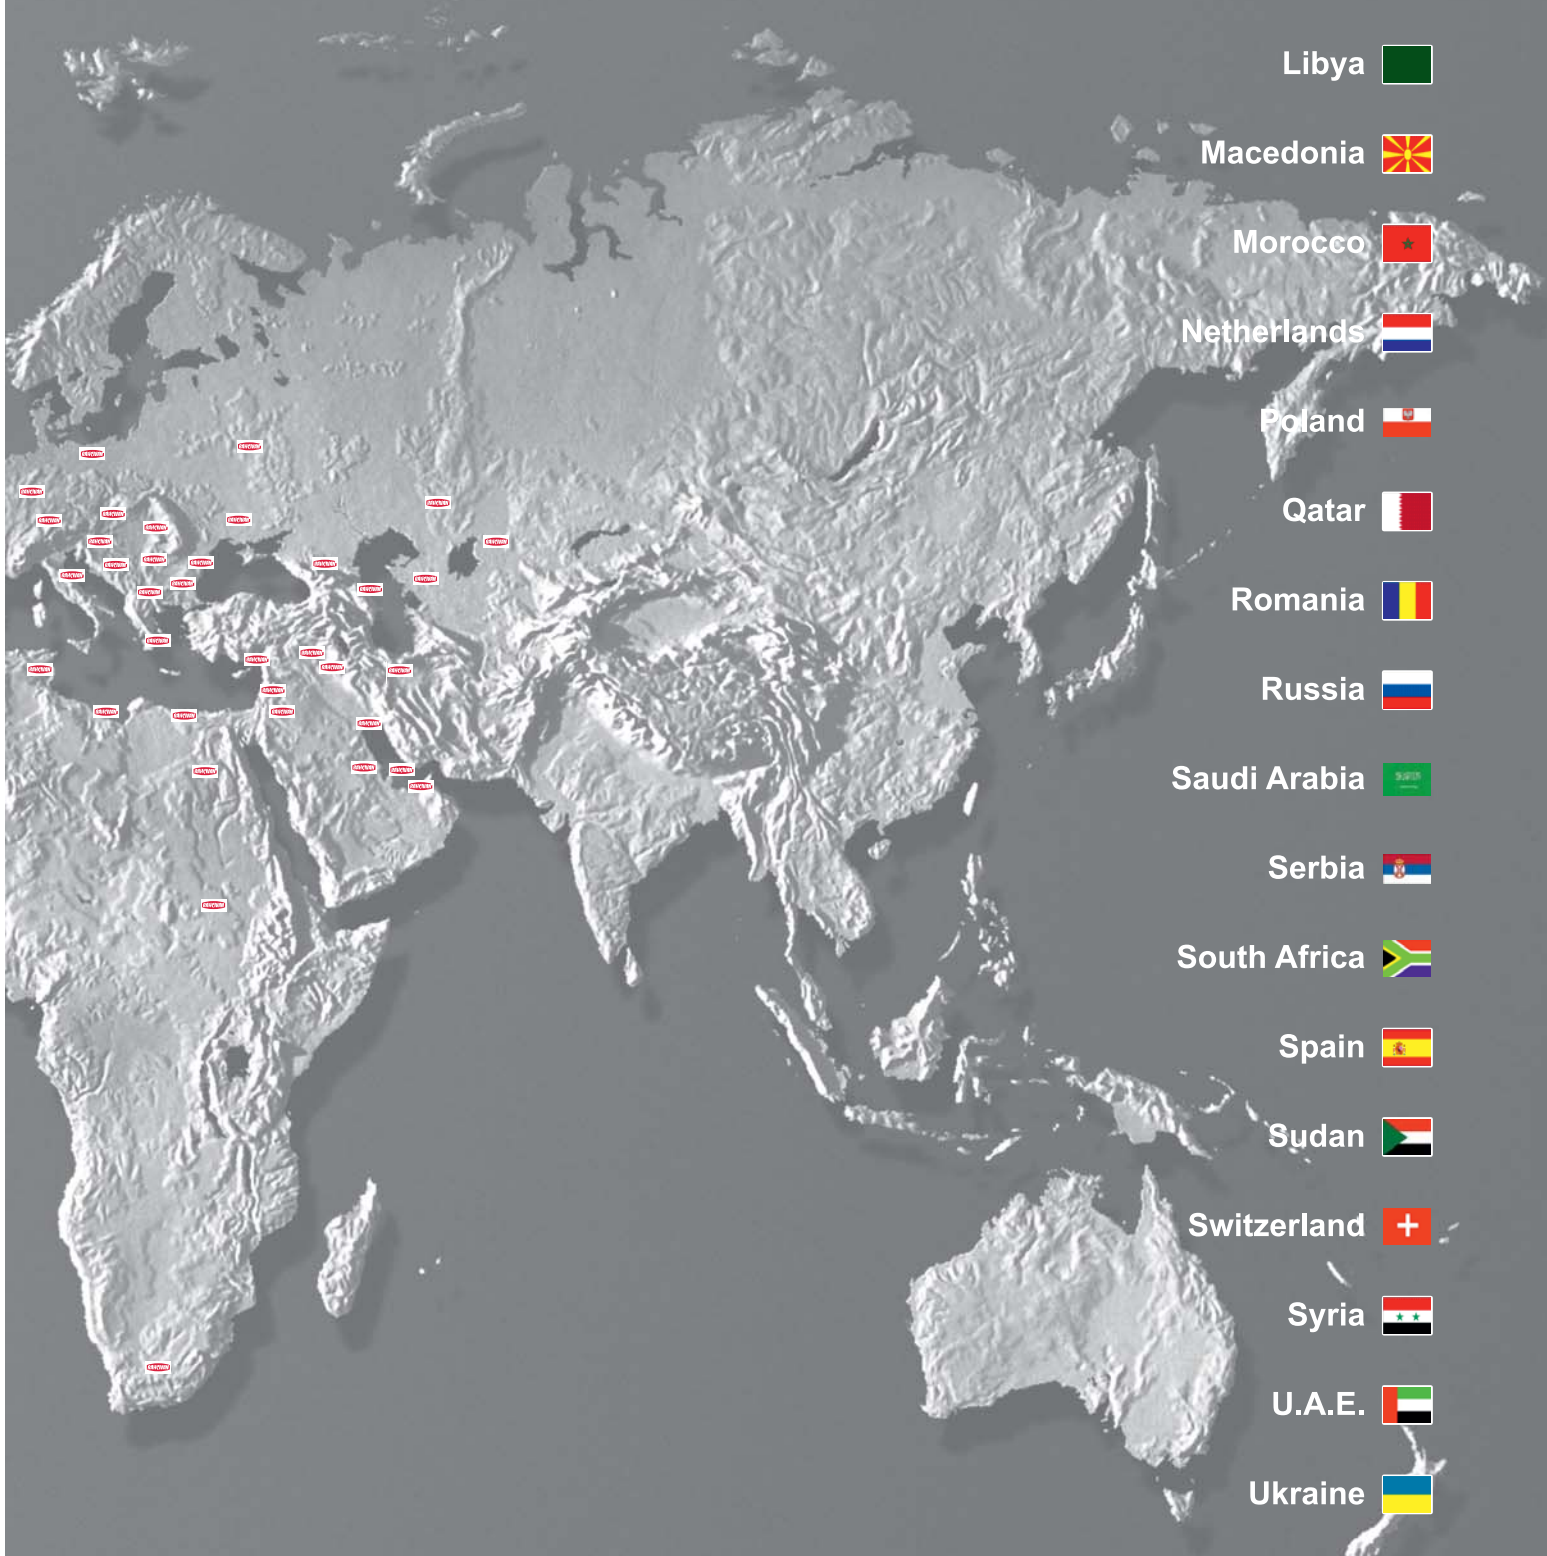 Libya
Macedonia
Morocco
Netherlands
Poland
Qatar
Romania
Russia
Saudi Arabia
Serbia
South Africa
Spain
Sudan
Switzerland
Syria
U.A.E.
Ukraine